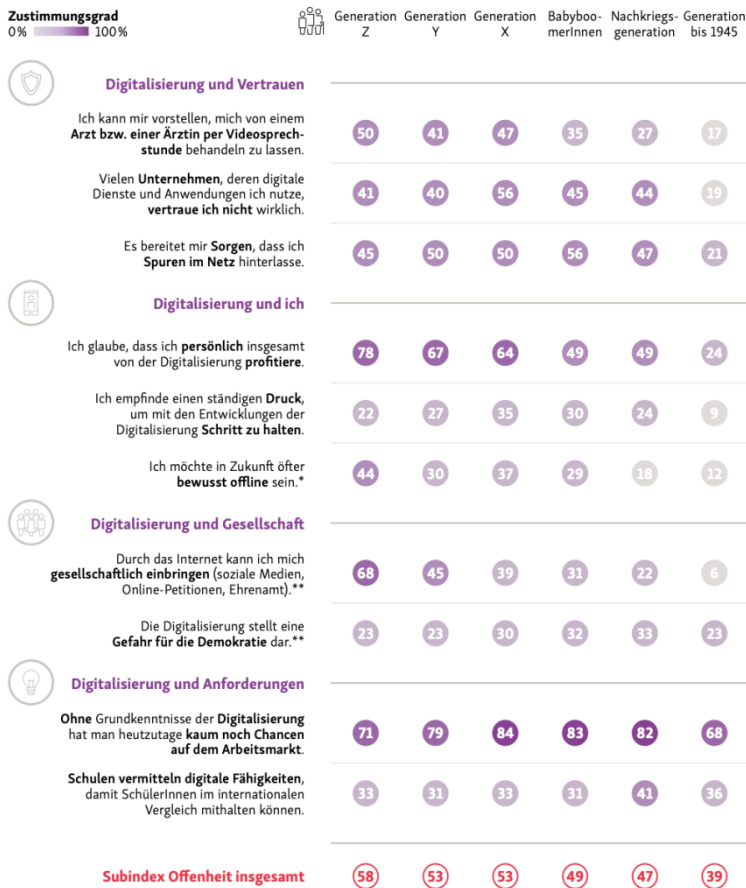 Zustimmungsgrad
0% 100%
Generation Z
Generation Y
Generation X
Babyboo-
merInnen
Nachkriegs-
generation
Generation
bis 1945
Digitalisierung und Vertrauen
Ich kann mir vorstellen, mich von einem
Arzt bzw. einer Ärztin per Videosprech-
stunde behandeln zu lassen.
50 41 47 35 27 17
Vielen Unternehmen, deren digitale
Dienste und Anwendungen ich nutze,
vertraue ich nicht wirklich.
41 40 56 45 44 19
Es bereitet mir Sorgen, dass ich
Spuren im Netz hinterlasse.
45 50 50 56 47 21
Digitalisierung und ich
Ich glaube, dass ich persönlich insgesamt
von der Digitalisierung profitiere.
78 67 64 49 49 24
Ich empfinde einen ständigen Druck,
um mit den Entwicklungen der
Digitalisierung Schritt zu halten.
22 27 35 30 24 9
Ich möchte in Zukunft öfter
bewusst offline sein.*
44 30 37 29 18 12
Digitalisierung und Gesellschaft
Durch das Internet kann ich mich
gesellschaftlich einbringen (soziale Medien,
Online-Petitionen, Ehrenamt).**
68 45 39 31 22 6
Die Digitalisierung stellt eine
Gefahr für die Demokratie dar.**
23 23 30 32 33 23
Digitalisierung und Anforderungen
Ohne Grundkenntnisse der Digitalisierung
hat man heutzutage kaum noch Chancen
auf dem Arbeitsmarkt.
71 79 84 83 82 68
Schulen vermitteln digitale Fähigkeiten,
damit SchülerInnen im internationalen
Vergleich mithalten können.
33 31 33 31 41 36
Subindex Offenheit insgesamt
58 53 53 49 47 39